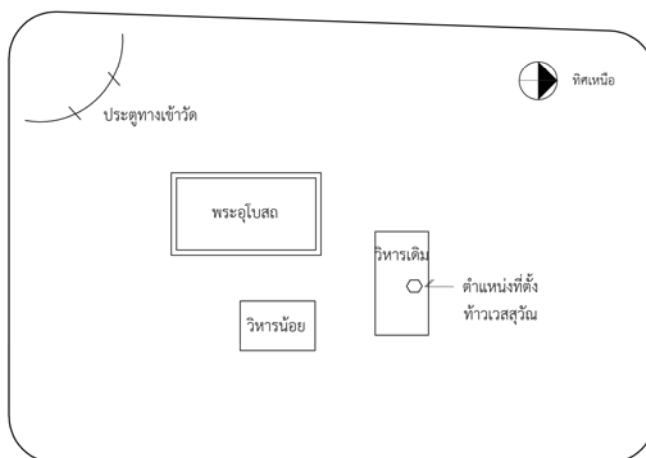 ทิศเหนือ
ประตูทางเข้าวัด
พระอุโบสถ
วิหารเดิม
ตำแหน่งที่ตั้ง
ท้าวเวสสุวัณ
วิหารน้อย